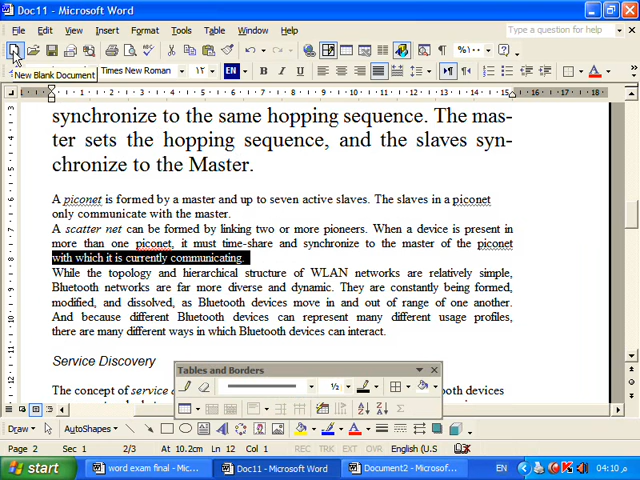 Doc11 - Microsoft Word
File Edit View Insert Format Tools Table Window Help
Type a question for help
New Blank Document
Times New Roman
١٢
EN
synchronize to the same hopping sequence. The mas-
ter sets the hopping sequence, and the slaves syn-
chronize to the Master.
A piconet is formed by a master and up to seven active slaves. The slaves in a piconet
only communicate with the master.
A scatter net can be formed by linking two or more pioneers. When a device is present in
more than one piconet, it must time-share and synchronize to the master of the piconet
with which it is currently communicating.
While the topology and hierarchical structure of WLAN networks are relatively simple,
Bluetooth networks are far more diverse and dynamic. They are constantly being formed,
modified, and dissolved, as Bluetooth devices move in and out of range of one another.
And because different Bluetooth devices can represent many different usage profiles,
there are many different ways in which Bluetooth devices can interact.
Service Discovery
Tables and Borders
½
The concept of service d
tooth devices
Draw AutoShapes
Page 2 Sec 1 2/3 At 10.2cm Ln 12 Col 1 REC TRK EXT OVR English (U.S
start
word exam final - Mic...
Doc11 - Microsoft Word
Document2 - Microsof...
EN
04:10 م